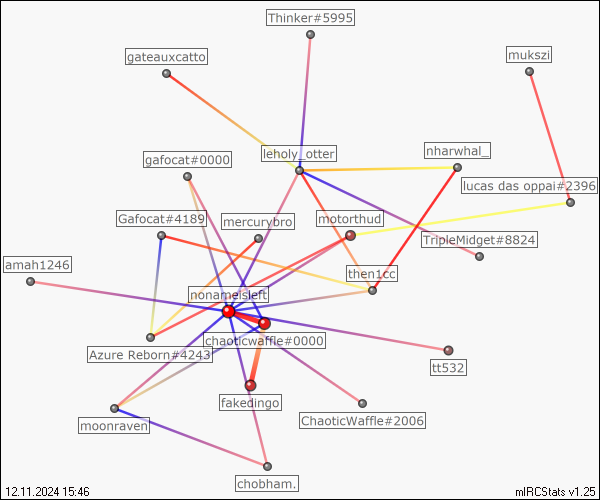 Thinker#5995
gateauxcatto
mukszi
leholy_otter
nharwhal_
gafocat#0000
lucas das oppai#2396
Gafocat#4189
mercurybro
motorthud
TripleMidget#8824
amah1246
then1cc
nonameisleft
chaoticwaffle#0000
Azure Reborn#4243
tt532
fakedingo
ChaoticWaffle#2006
moonraven
chobham.
12.11.2024 15:46
mIRCStats v1.25